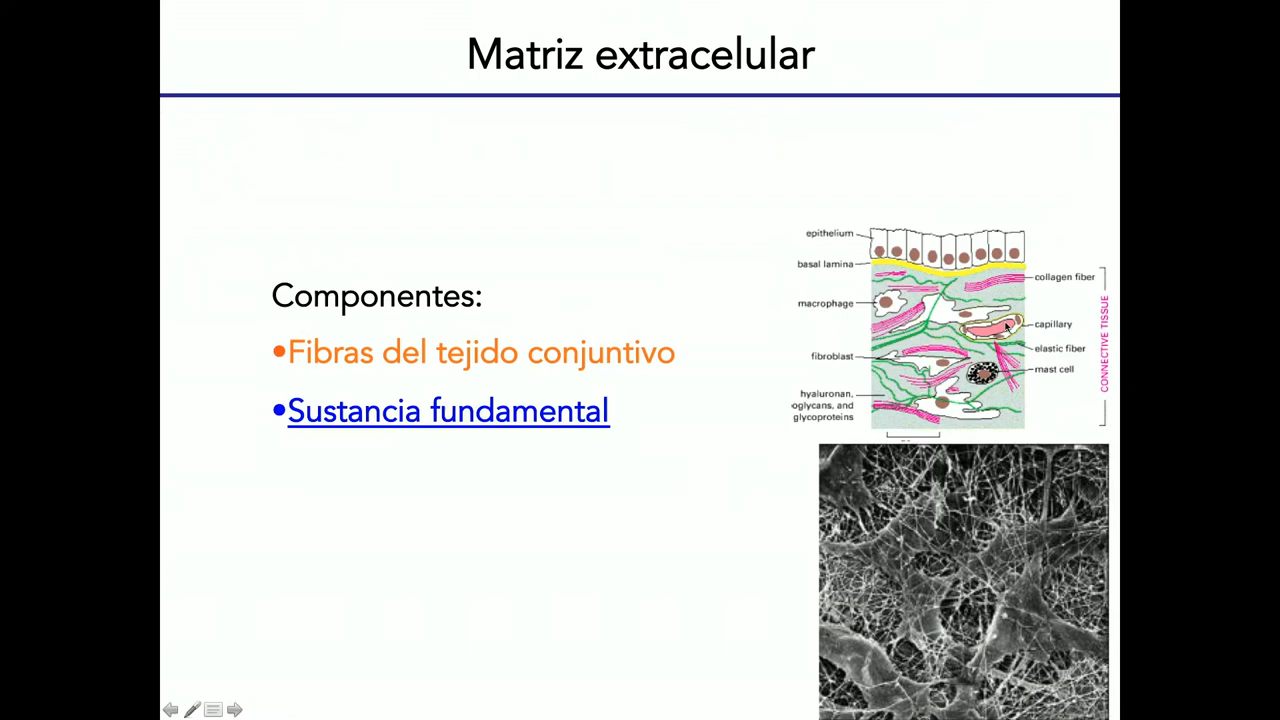 Matriz extracelular
Componentes:
•Fibras del tejido conjuntivo
•Sustancia fundamental
epithelium
basal lamina
macrophage
fibroblast
hyaluronan,
oglycans, and
glycoproteins
collagen fiber
capillary
elastic fiber
mast cell
CONNECTIVE TISSUE